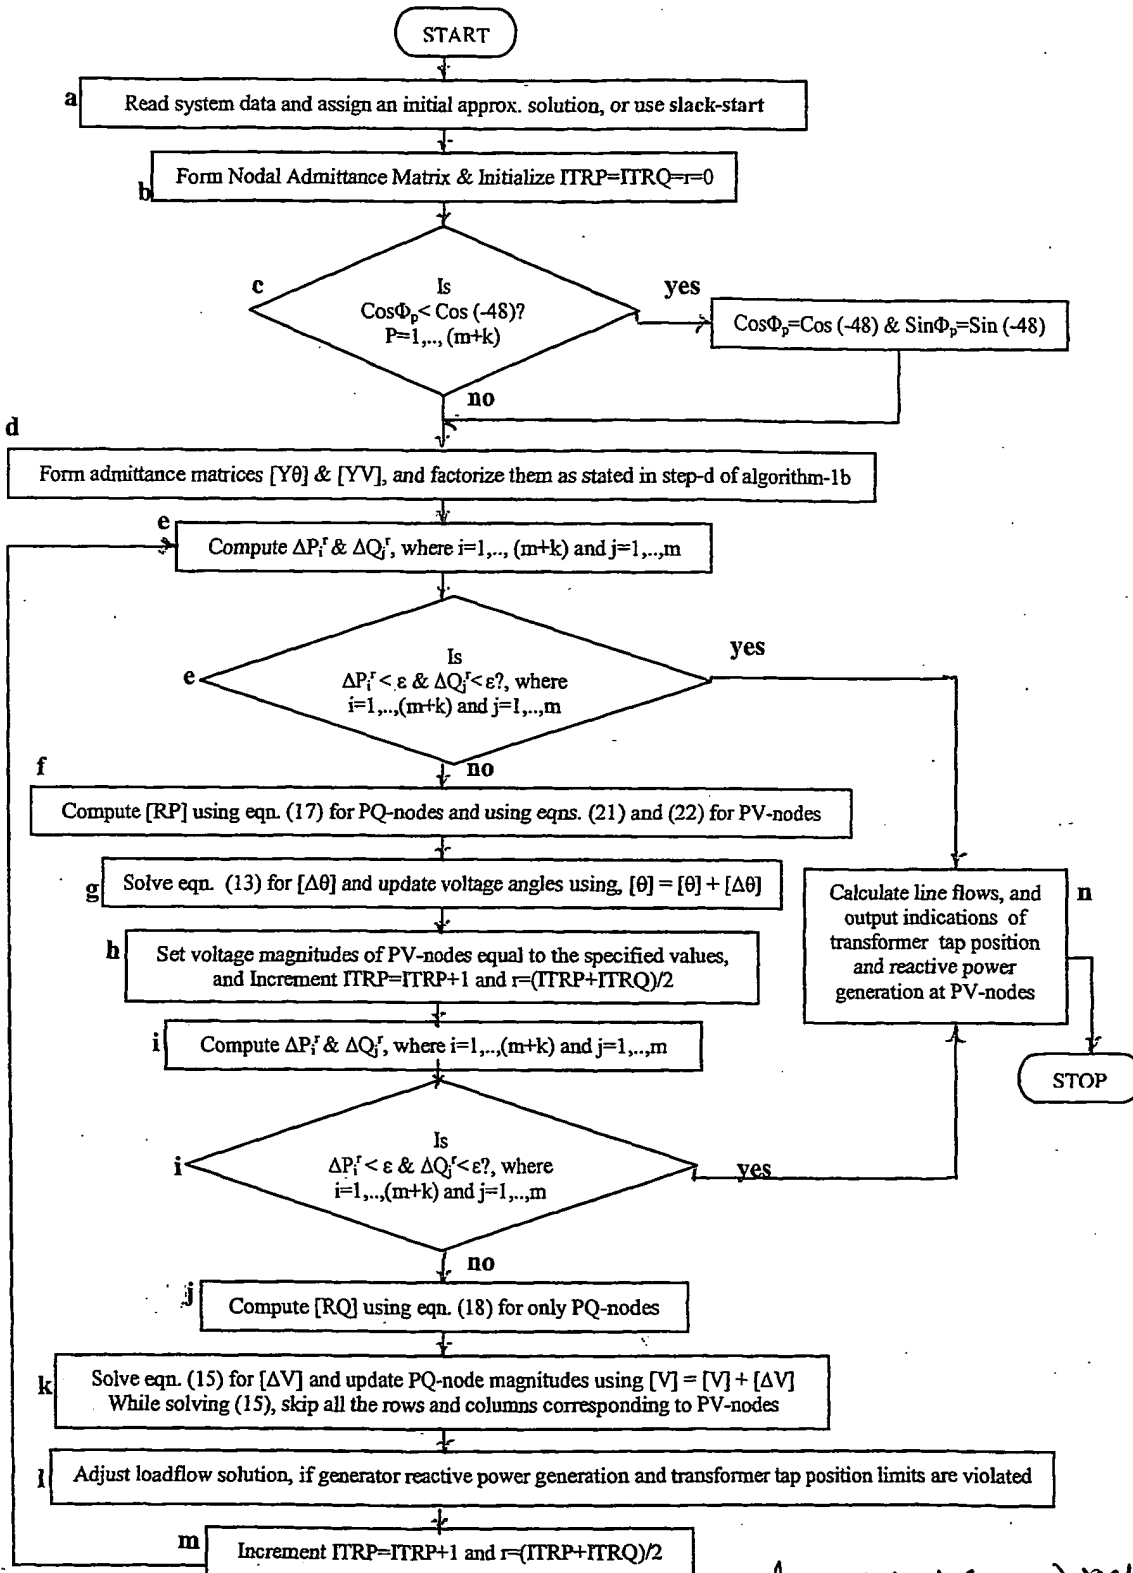 START
a
Read system data and assign an initial approx. solution, or use slack-start
b
Form Nodal Admittance Matrix & Initialize ITRP=ITRQ=r=0
c
Is
CosΦp< Cos (-48)?
P=1,.., (m+k)
yes
CosΦp=Cos (-48) & SinΦp=Sin (-48)
no
d
Form admittance matrices [Yθ] & [YV], and factorize them as stated in step-d of algorithm-1b
e
Compute ΔPi^r & ΔQj^r, where i=1,.., (m+k) and j=1,..,m
e
Is
ΔPi^r < ε & ΔQj^r< ε?, where
i=1,..,(m+k) and j=1,..,m
yes
no
f
Compute [RP] using eqn. (17) for PQ-nodes and using eqns. (21) and (22) for PV-nodes
g
Solve eqn. (13) for [Δθ] and update voltage angles using, [θ] = [θ] + [Δθ]
h
Set voltage magnitudes of PV-nodes equal to the specified values,
and Increment ITRP=ITRP+1 and r=(ITRP+ITRQ)/2
n
Calculate line flows, and
output indications of
transformer tap position
and reactive power
generation at PV-nodes
STOP
i
Compute ΔPi^r & ΔQj^r, where i=1,..,(m+k) and j=1,..,m
i
Is
ΔPi^r < ε & ΔQj^r< ε?, where
i=1,..,(m+k) and j=1,..,m
yes
no
j
Compute [RQ] using eqn. (18) for only PQ-nodes
k
Solve eqn. (15) for [ΔV] and update PQ-node magnitudes using [V] = [V] + [ΔV]
While solving (15), skip all the rows and columns corresponding to PV-nodes
l
Adjust loadflow solution, if generator reactive power generation and transformer tap position limits are violated
m
Increment ITRP=ITRP+1 and r=(ITRP+ITRQ)/2